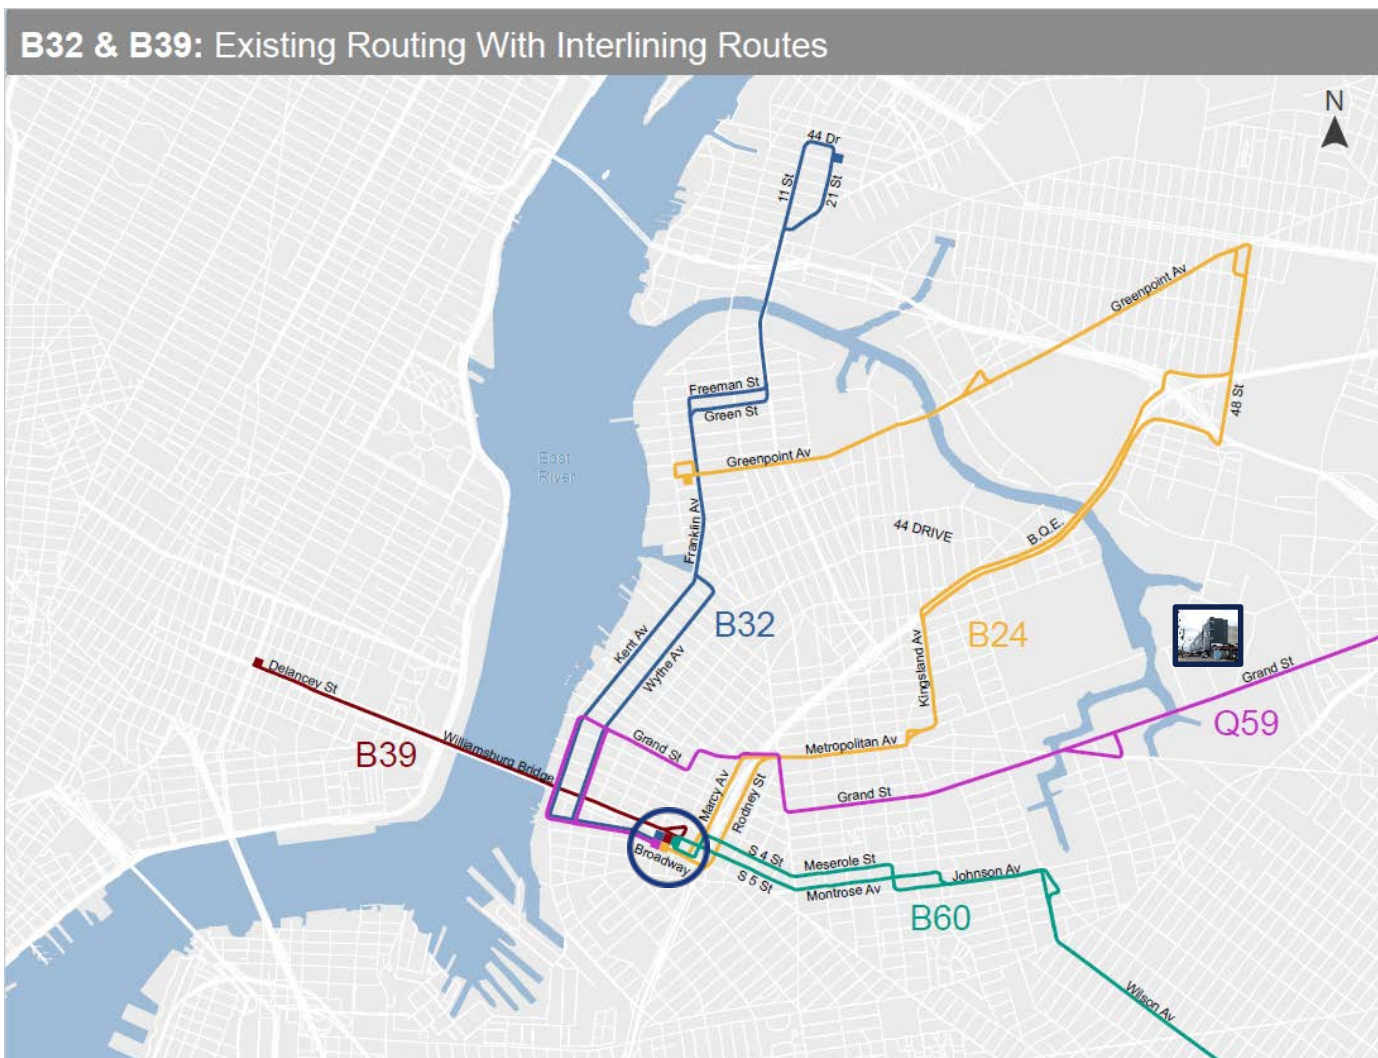 B32 & B39: Existing Routing With Interlining Routes
N
44 Dr
11 St
21 St
Greenpoint Av
Freeman St
Green St
48 St
Greenpoint Av
East
River
Franklin Av
44 DRIVE
B.Q.E.
B32
B24
Kent Av
Wythe Av
Kingsland Av
Grand St
Delancey St
Q59
B39
Williamsburg Bridge
Grand St
Metropolitan Av
Marcy Av
Rodney St
Grand St
Broadway
S 4 St
Meserole St
S 5 St
Montrose Av
Johnson Av
B60
Wilson Av